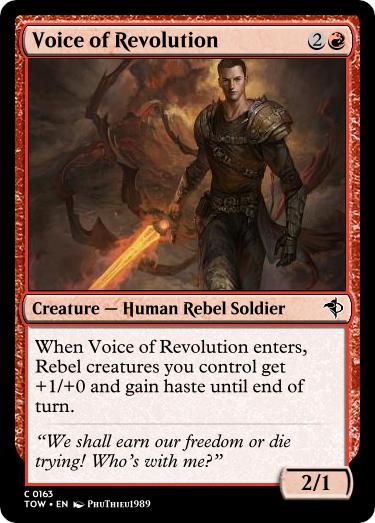 Voice of Revolution 2
Creature — Human Rebel Soldier
When Voice of Revolution enters,
Rebel creatures you control get
+1/+0 and gain haste until end of
turn.
“We shall earn our freedom or die
trying! Who's with me?”
2/1
C 0163
TOW • EN PhuThieu1989